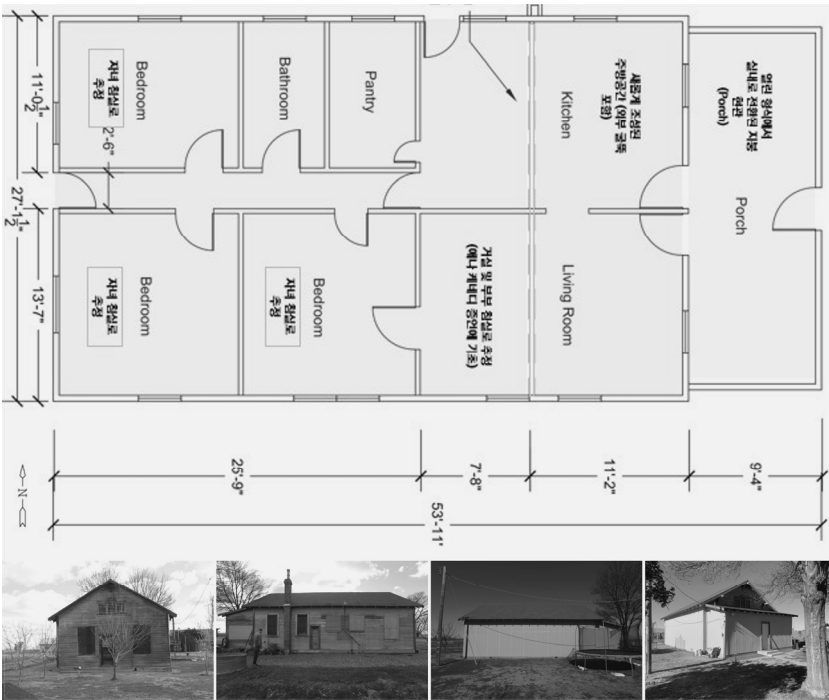 Bedroom
자녀 침실로
추정
Bathroom
Pantry
Kitchen
새롭게 조성된
주방공간 (외부 굴뚝
포함)
열린 형식에서
실내로 전환된 지붕
현관
(Porch)
Porch
11'-0 1/2"
2'-6"
27'-1 1/2"
13'-7"
Bedroom
자녀 침실로
추정
Bedroom
자녀 침실로
추정
거실 및 부부 침실로 추정
(에나 케네디 증언에 기초)
Living Room
25'-9"
7'-8"
11'-2"
9'-4"
53'-11'
N